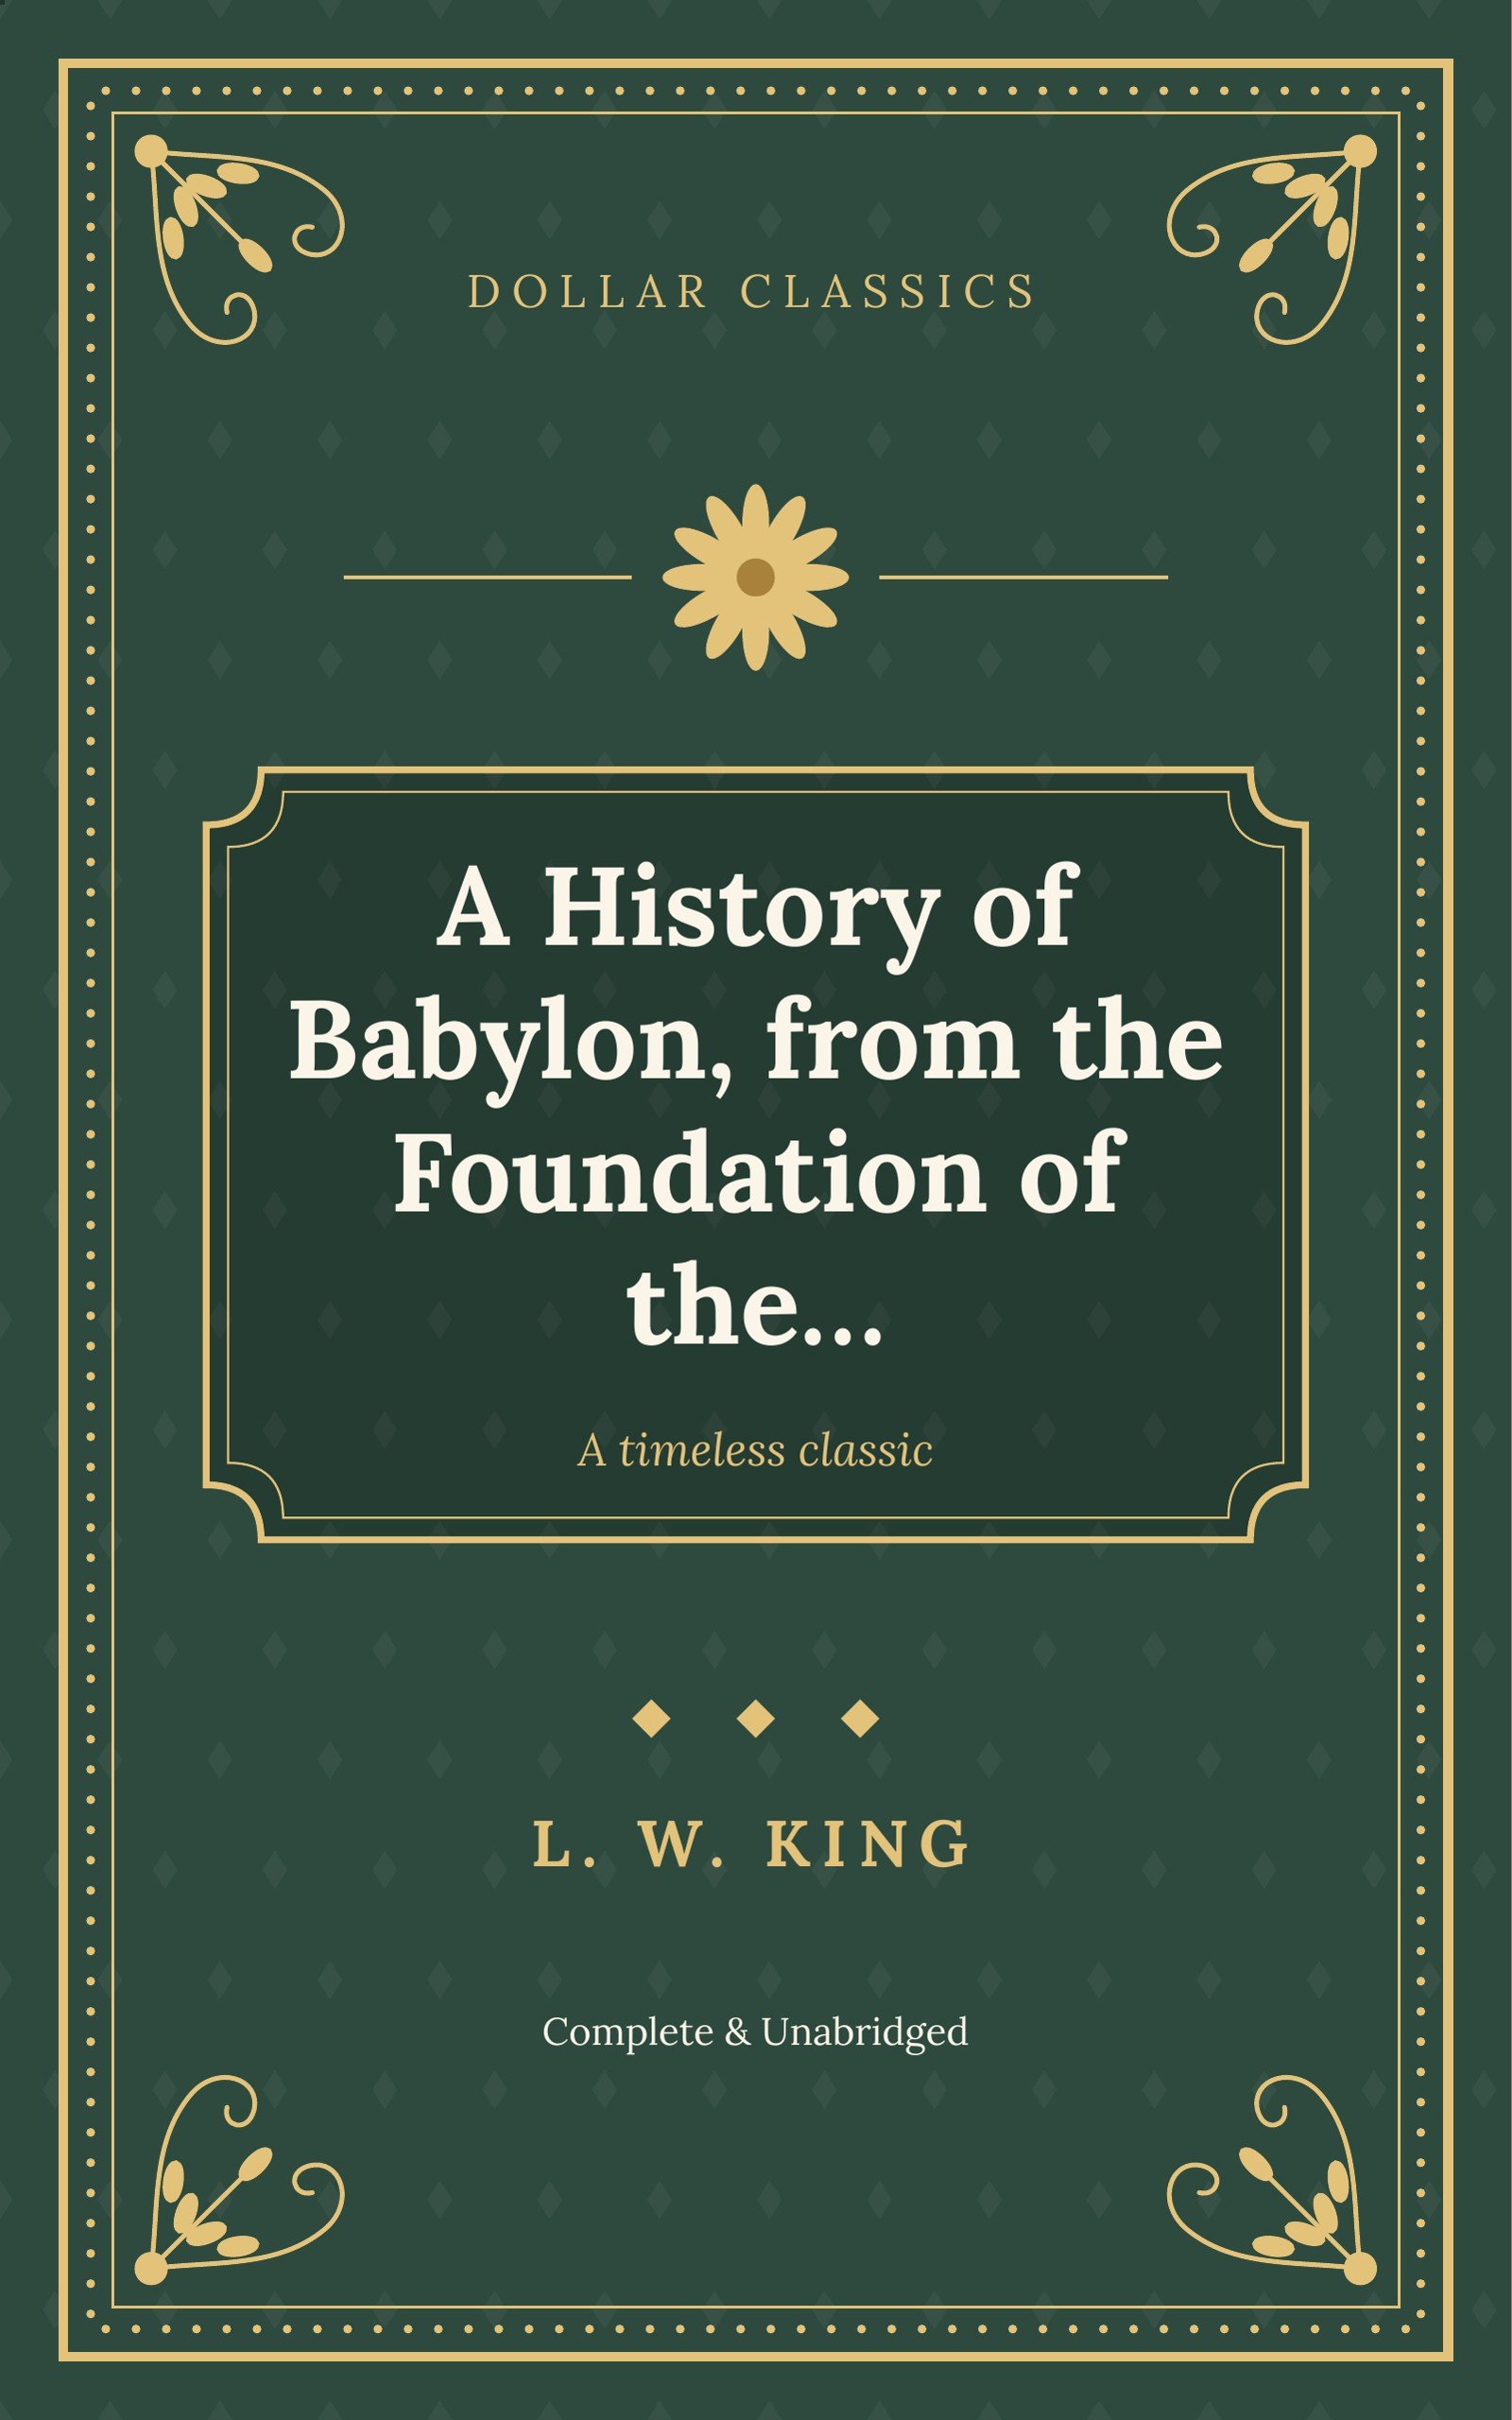 DOLLAR CLASSICS
A History of
Babylon, from the
Foundation of
the...
A timeless classic
L. W. KING
Complete & Unabridged